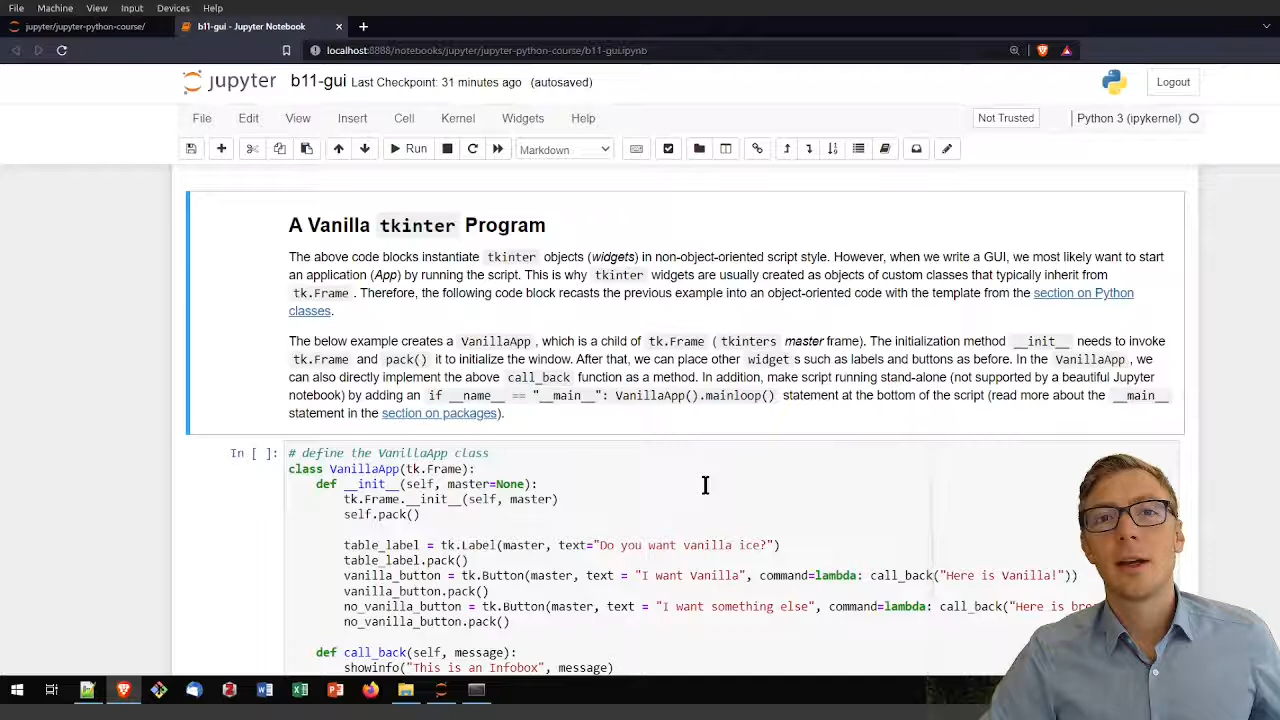 File Machine View Input Devices Help
jupyter/jupyter-python-course/ b11-gui - Jupyter Notebook
localhost:8888/notebooks/jupyter/jupyter-python-course/b11-gui.ipynb
jupyter b11-gui Last Checkpoint: 31 minutes ago (autosaved) Logout
File Edit View Insert Cell Kernel Widgets Help Not Trusted Python 3 (ipykernel)
Run Markdown
A Vanilla tkinter Program
The above code blocks instantiate tkinter objects (widgets) in non-object-oriented script style. However, when we write a GUI, we most likely want to start
an application (App) by running the script. This is why tkinter widgets are usually created as objects of custom classes that typically inherit from
tk.Frame . Therefore, the following code block recasts the previous example into an object-oriented code with the template from the section on Python
classes.
The below example creates a VanillaApp , which is a child of tk.Frame ( tkinters master frame). The initialization method __init__ needs to invoke
tk.Frame and pack() it to initialize the window. After that, we can place other widget s such as labels and buttons as before. In the VanillaApp , we
can also directly implement the above call_back function as a method. In addition, make script running stand-alone (not supported by a beautiful Jupyter
notebook) by adding an if __name__ == "__main__": VanillaApp().mainloop() statement at the bottom of the script (read more about the __main__
statement in the section on packages).
In [ ]: # define the VanillaApp class
class VanillaApp(tk.Frame):
def __init__(self, master=None):
tk.Frame.__init__(self, master)
self.pack()
table_label = tk.Label(master, text="Do you want vanilla ice?")
table_label.pack()
vanilla_button = tk.Button(master, text = "I want Vanilla", command=lambda: call_back("Here is Vanilla!"))
vanilla_button.pack()
no_vanilla_button = tk.Button(master, text = "I want something else", command=lambda: call_back("Here is
no_vanilla_button.pack()
def call_back(self, message):
showinfo("This is an Infobox", message)